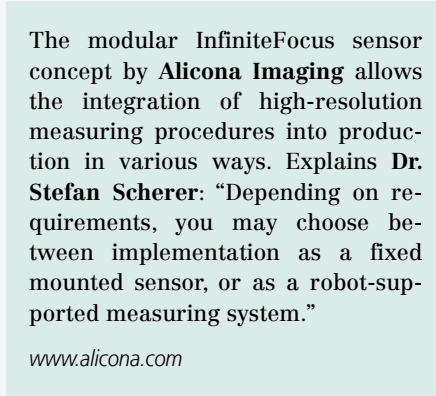 The modular InfiniteFocus sensor
concept by Alicona Imaging allows
the integration of high-resolution
measuring procedures into produc-
tion in various ways. Explains Dr.
Stefan Scherer: “Depending on re-
quirements, you may choose be-
tween implementation as a fixed
mounted sensor, or as a robot-sup-
ported measuring system.”
www.alicona.com